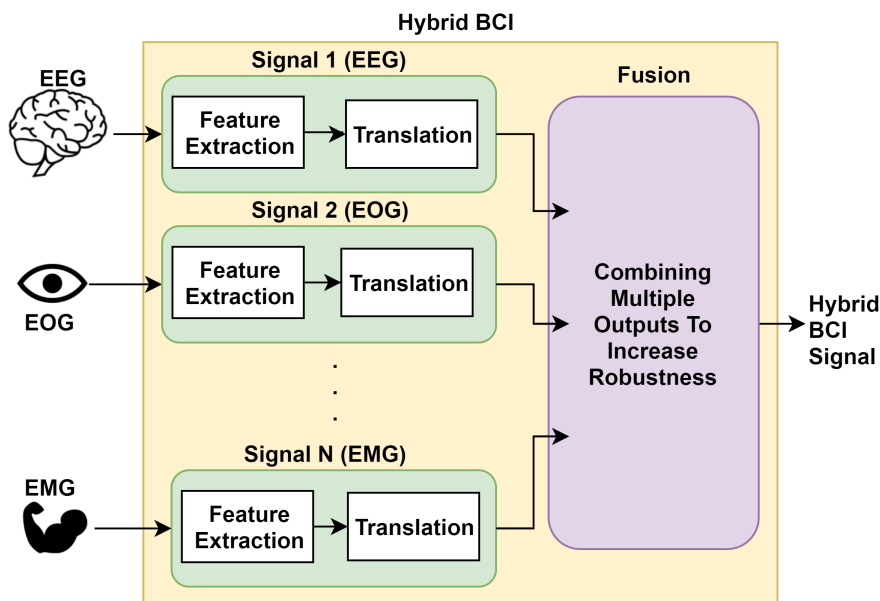 Hybrid BCI
EEG
Signal 1 (EEG)
Feature
Extraction
Translation
Fusion
EOG
Signal 2 (EOG)
Feature
Extraction
Translation
.
.
.
EMG
Signal N (EMG)
Feature
Extraction
Translation
Combining
Multiple
Outputs To
Increase
Robustness
Hybrid
BCI
Signal